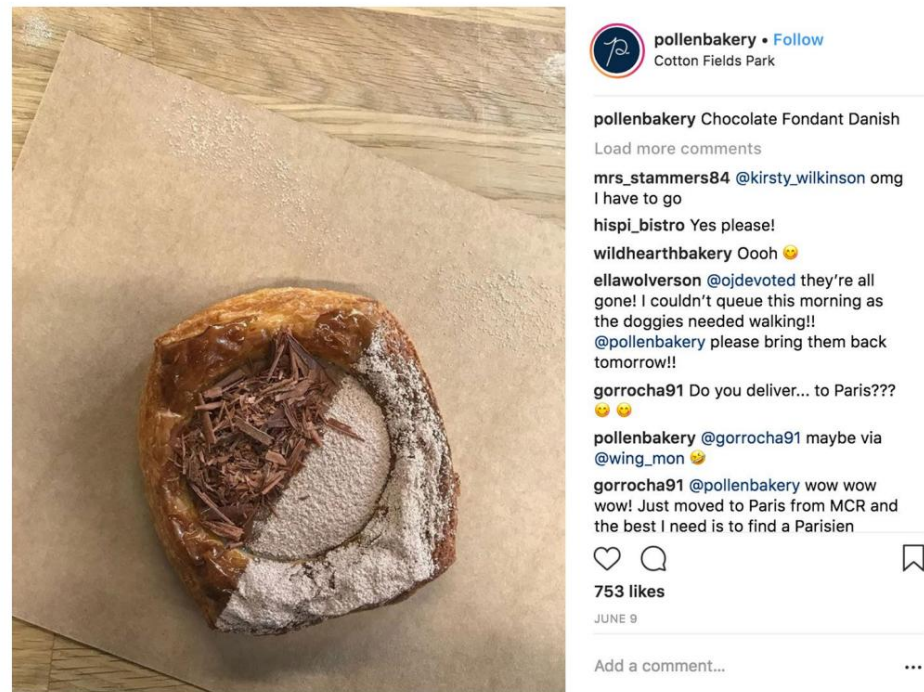 pollenbakery • Follow
Cotton Fields Park
pollenbakery Chocolate Fondant Danish
Load more comments
mrs_stammers84 @kirsty_wilkinson omg
I have to go
hispi_bistro Yes please!
wildhearthbakery Oooh 😋
ellawolverson @ojdevoted they're all
gone! I couldn't queue this morning as
the doggies needed walking!!
@pollenbakery please bring them back
tomorrow!!
gorrocha91 Do you deliver... to Paris???
😋 😋
pollenbakery @gorrocha91 maybe via
@wing_mon 🤣
gorrocha91 @pollenbakery wow wow
wow! Just moved to Paris from MCR and
the best I need is to find a Parisien
753 likes
JUNE 9
Add a comment...